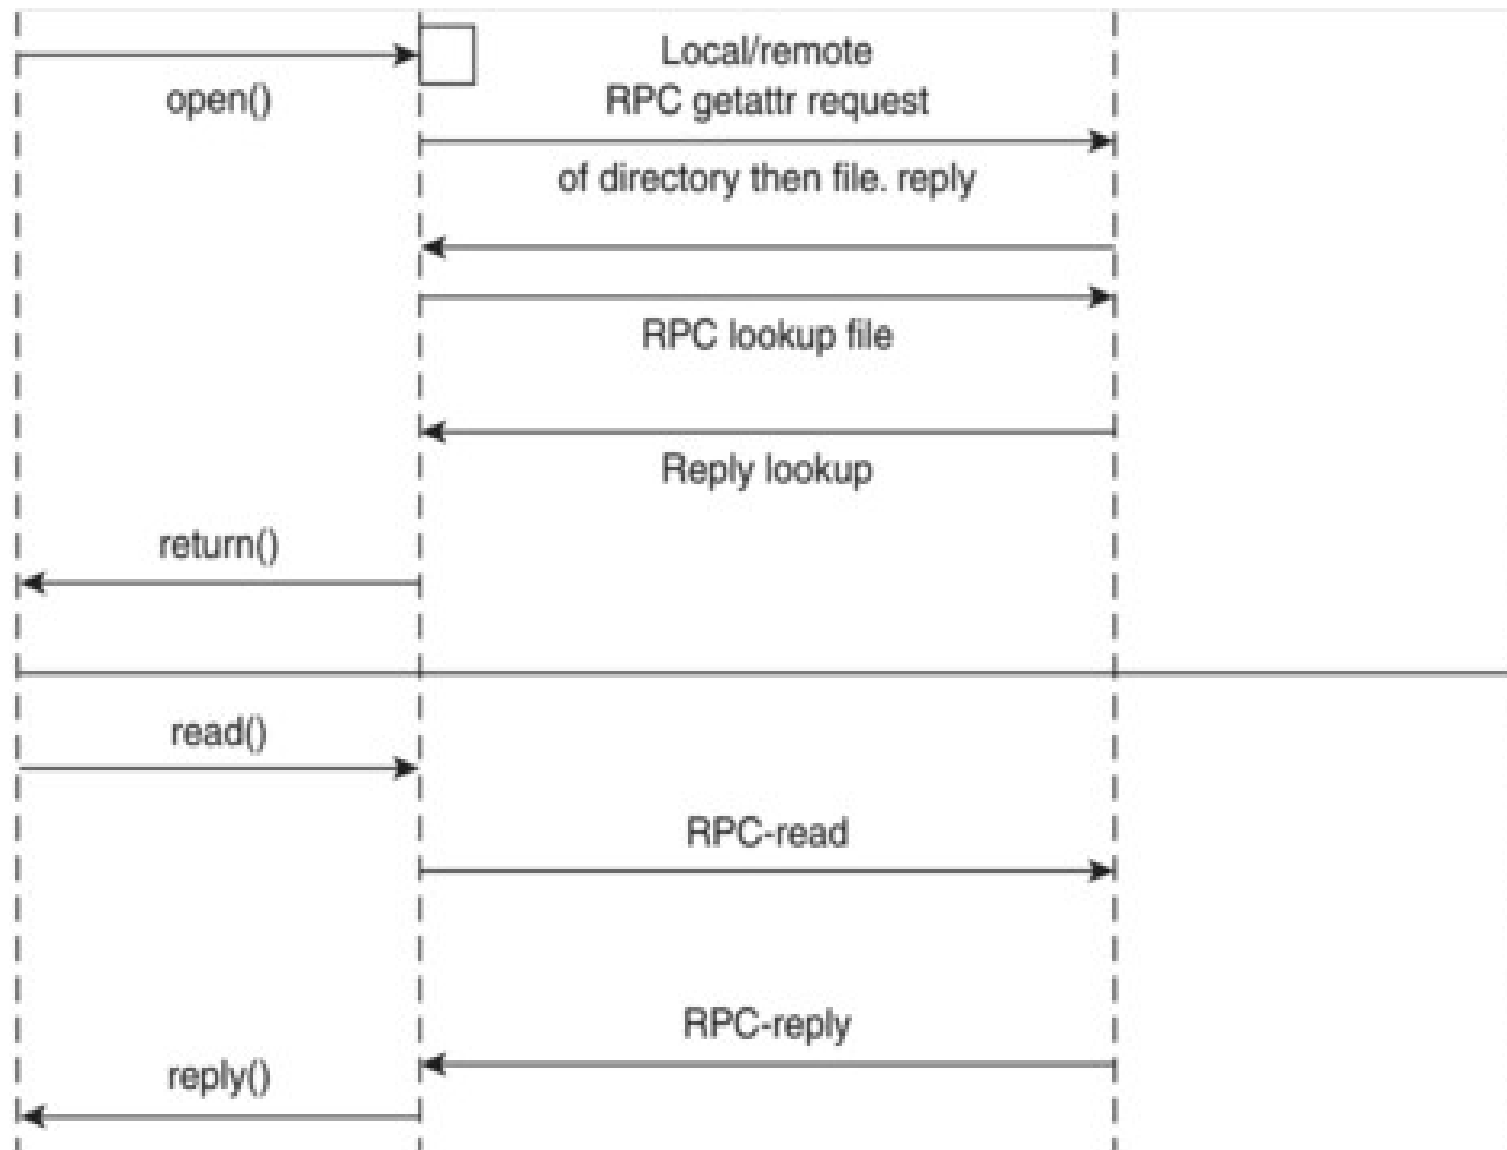 Local/remote
open()
RPC getattr request
of directory then file. reply
RPC lookup file
Reply lookup
return()
read()
RPC-read
RPC-reply
reply()